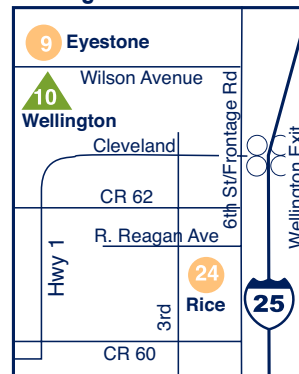 9 Eyestone
Wilson Avenue
10
Wellington
Cleveland
6th St/Frontage Rd
Wellington Exit
CR 62
R. Reagan Ave
Hwy 1
24
Rice
3rd
25
CR 60